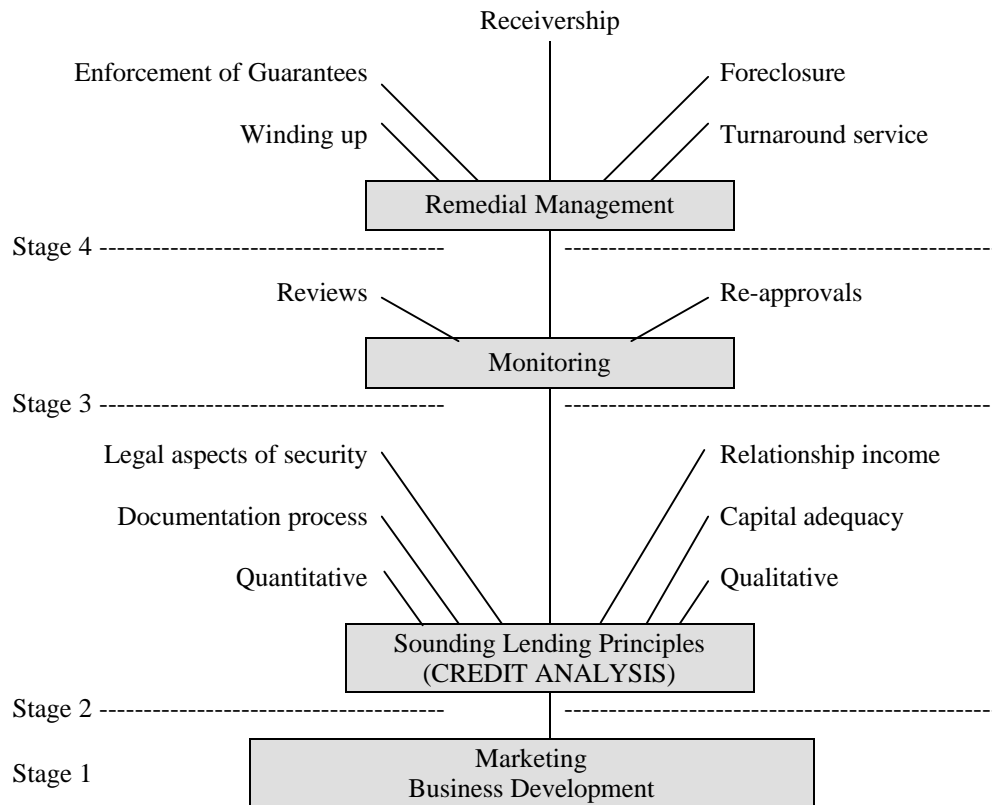 Receivership
Enforcement of Guarantees
Foreclosure
Winding up
Turnaround service
Remedial Management
Stage 4
Reviews
Re-approvals
Monitoring
Stage 3
Legal aspects of security
Relationship income
Documentation process
Capital adequacy
Quantitative
Qualitative
Sounding Lending Principles
(CREDIT ANALYSIS)
Stage 2
Marketing
Stage 1
Business Development